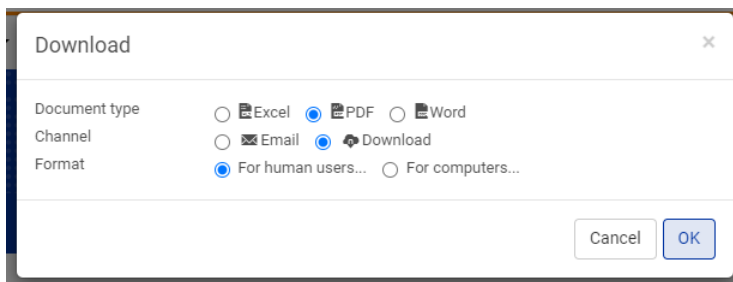 Download ×
Document type Excel PDF Word
Channel Email Download
Format For human users... For computers...
Cancel OK